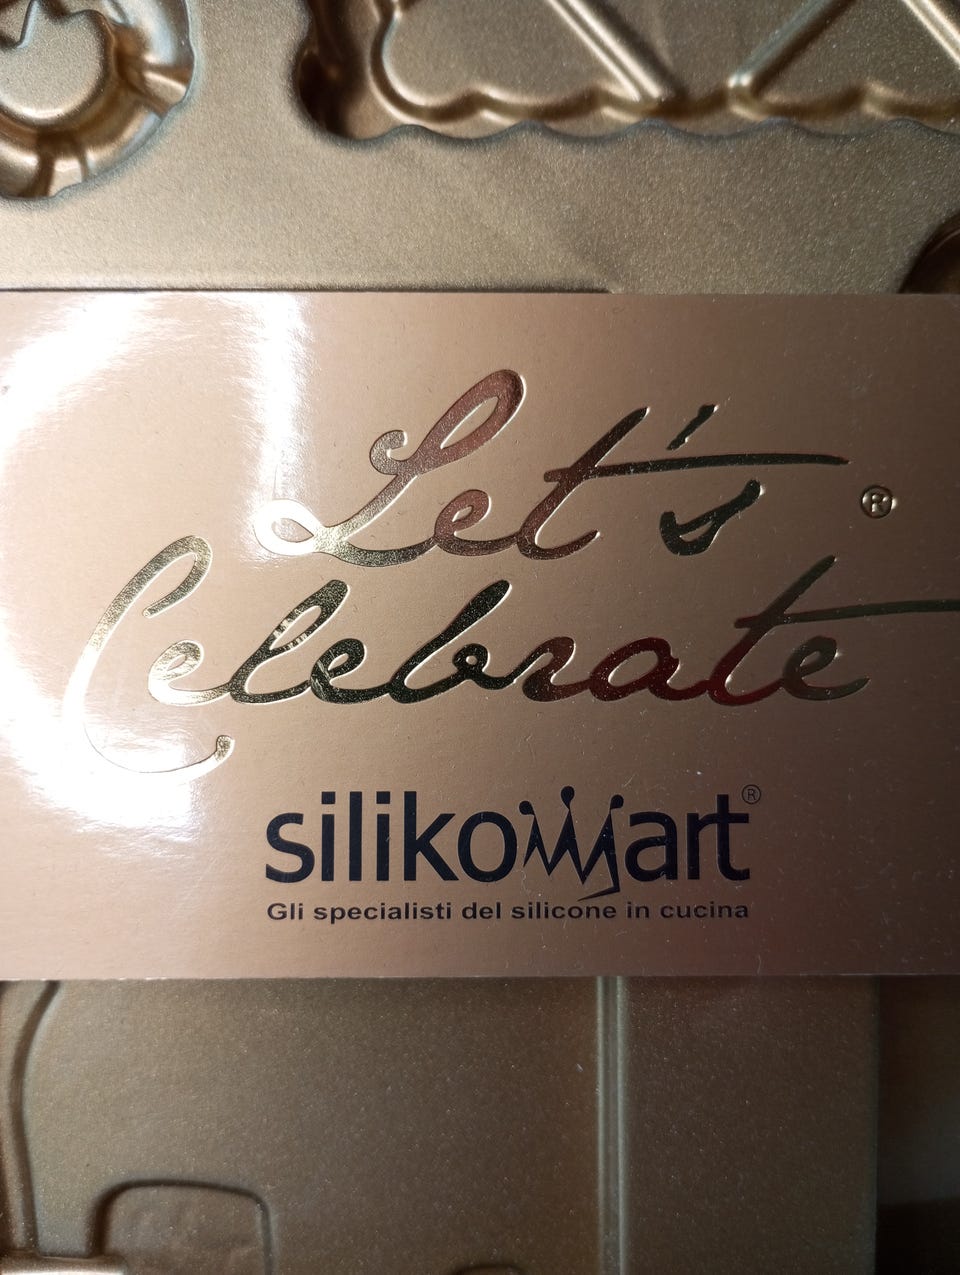 Let's ®
Celebrate
silikomart®
Gli specialisti del silicone in cucina